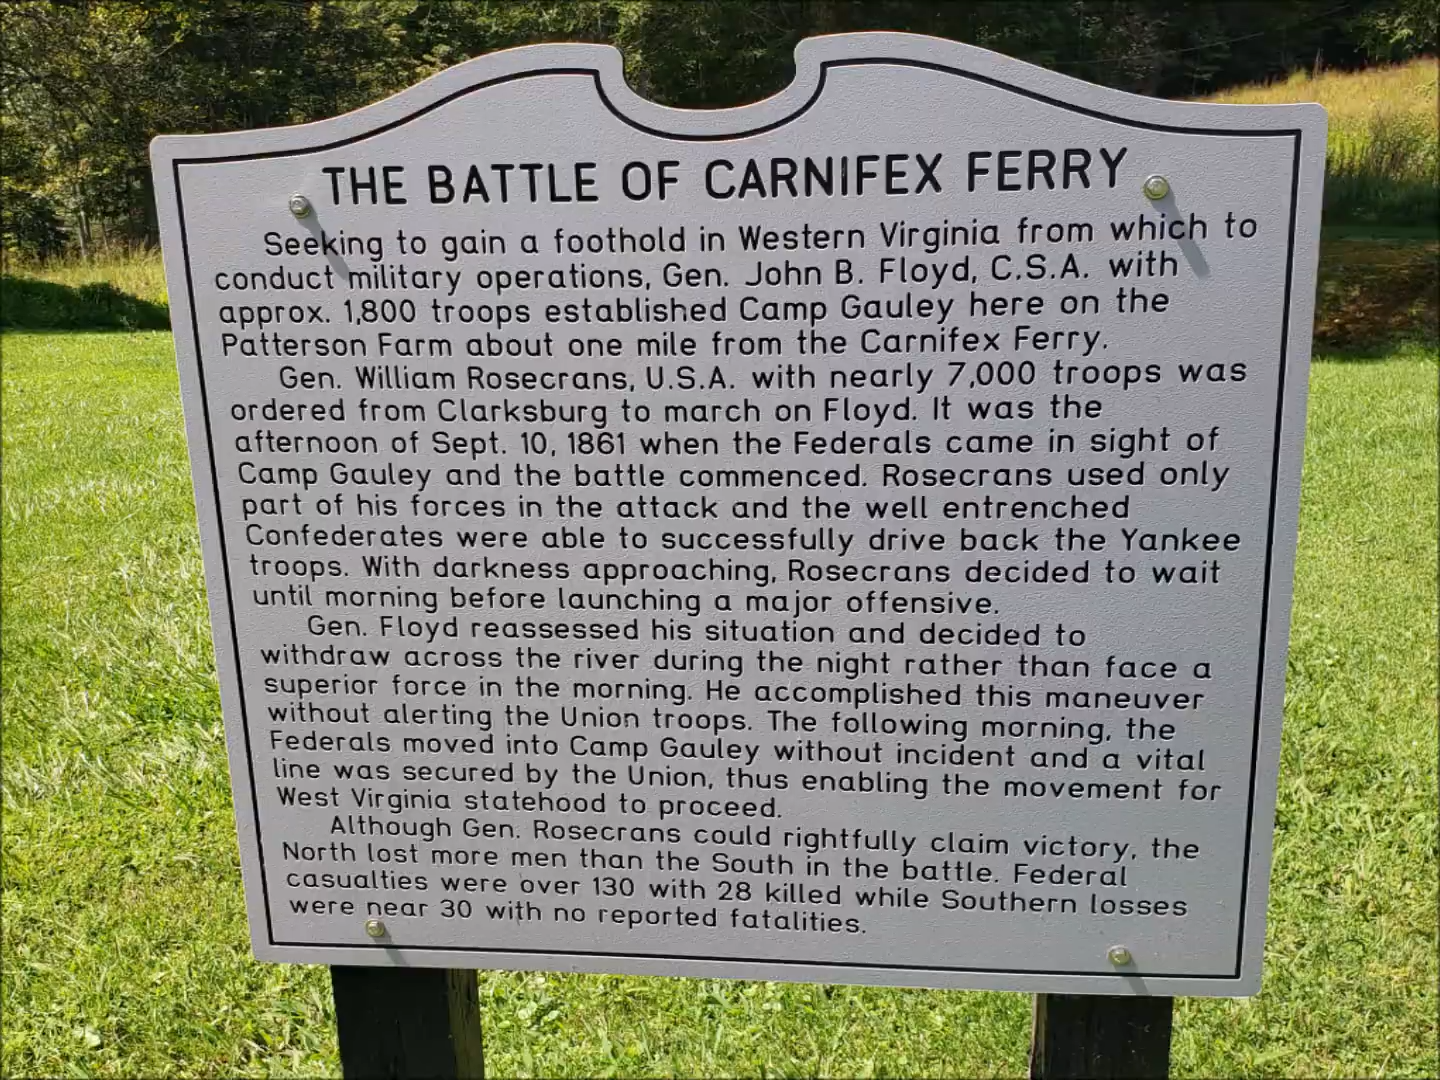 THE BATTLE OF CARNIFEX FERRY
Seeking to gain a foothold in Western Virginia from which to
conduct military operations, Gen. John B. Floyd, C.S.A. with
approx. 1,800 troops established Camp Gauley here on the
Patterson Farm about one mile from the Carnifex Ferry.
Gen. William Rosecrans, U.S.A. with nearly 7,000 troops was
ordered from Clarksburg to march on Floyd. It was the
afternoon of Sept. 10, 1861 when the Federals came in sight of
Camp Gauley and the battle commenced. Rosecrans used only
part of his forces in the attack and the well entrenched
Confederates were able to successfully drive back the Yankee
troops. With darkness approaching, Rosecrans decided to wait
until morning before launching a major offensive.
Gen. Floyd reassessed his situation and decided to
withdraw across the river during the night rather than face a
superior force in the morning. He accomplished this maneuver
without alerting the Union troops. The following morning, the
Federals moved into Camp Gauley without incident and a vital
line was secured by the Union, thus enabling the movement for
West Virginia statehood to proceed.
Although Gen. Rosecrans could rightfully claim victory, the
North lost more men than the South in the battle. Federal
casualties were over 130 with 28 killed while Southern losses
were near 30 with no reported fatalities.